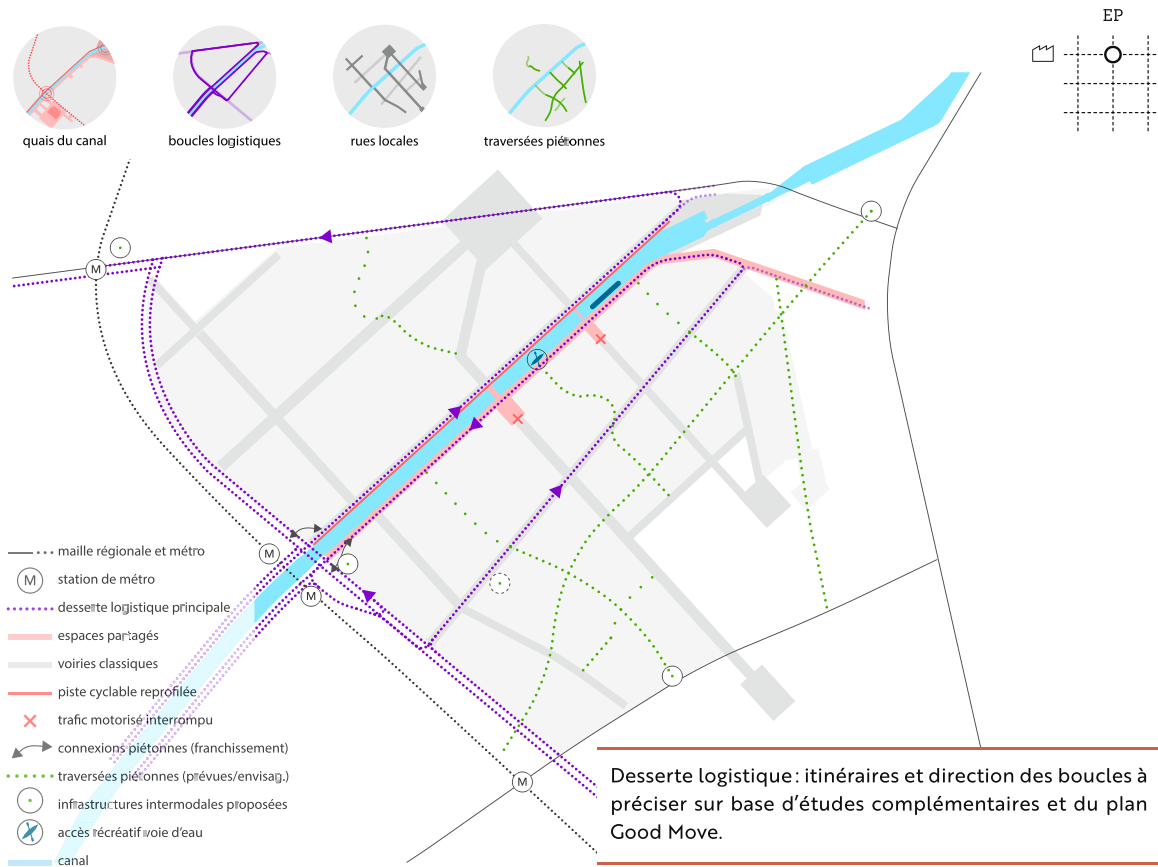 EP
quais du canal
boucles logistiques
rues locales
traversées piétonnes
M
M
M
M
maille régionale et métro
M station de métro
desserte logistique principale
espaces partagés
voiries classiques
piste cyclable reprofilée
trafic motorisé interrompu
connexions piétonnes (franchissement)
traversées piétonnes (prévues/envisag.)
infrastructures intermodales proposées
accès récréatif voie d'eau
canal
Desserte logistique : itinéraires et direction des boucles à
préciser sur base d'études complémentaires et du plan
Good Move.